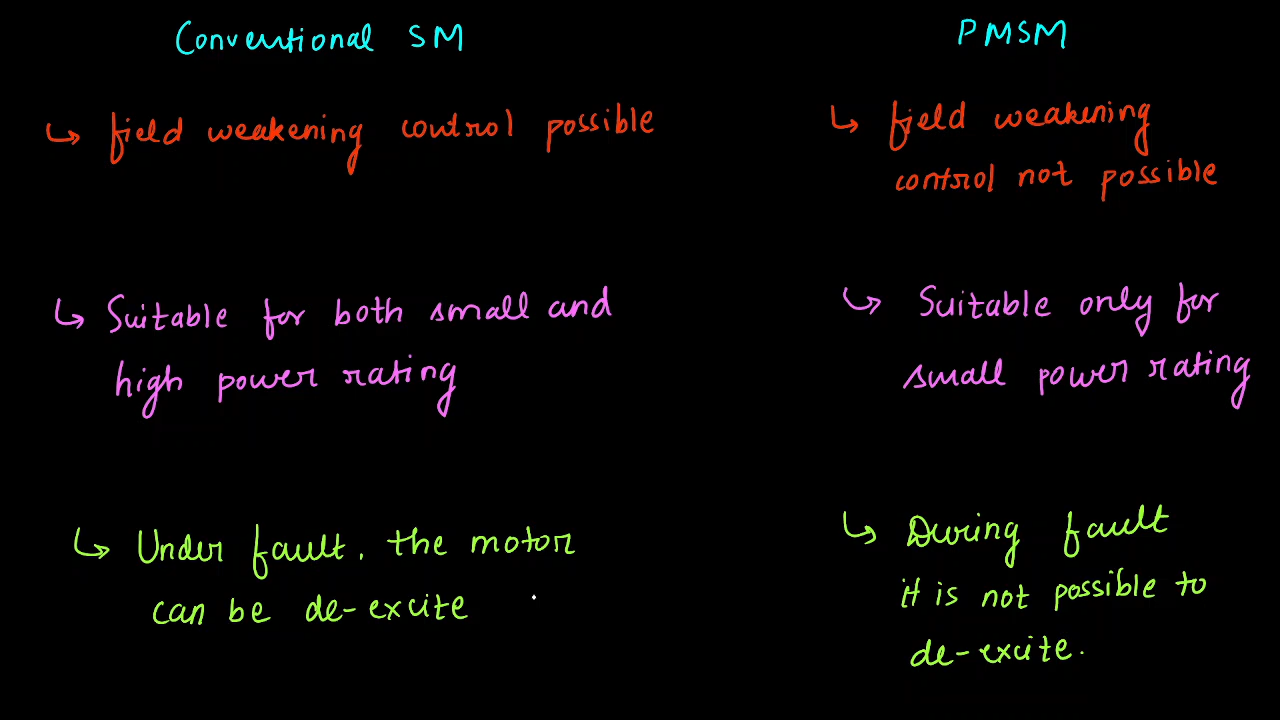 Conventional SM
↳ field weakening control possible
↳ Suitable for both small and
high power rating
↳ Under fault, the motor
can be de-excite
PMSM
↳ field weakening
control not possible
↳ Suitable only for
small power rating
↳ During fault
it is not possible to
de-excite.